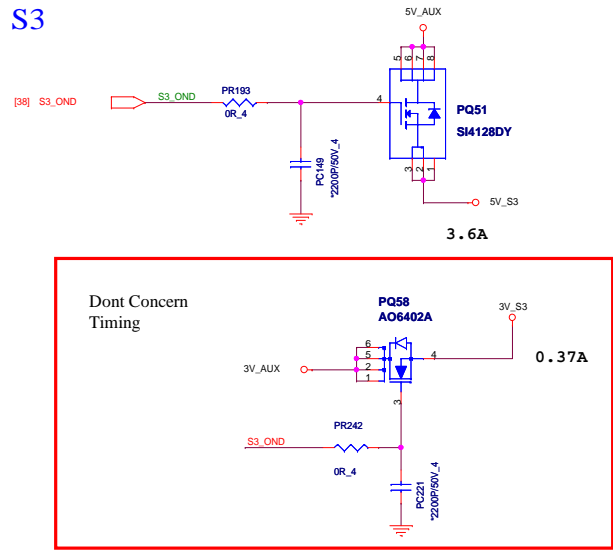 S3
5V_AUX
5 6 7 8
[38] S3_OND
S3_OND
PR193
0R_4
4
PQ51
SI4128DY
PC149
*2200P/50V_4
3 2 1
5V_S3
3.6A
Dont Concern
Timing
PQ58
AO6402A
3V_S3
6
5
2
1
4
0.37A
3V_AUX
3
S3_OND
PR242
0R_4
PC221
*2200P/50V_4